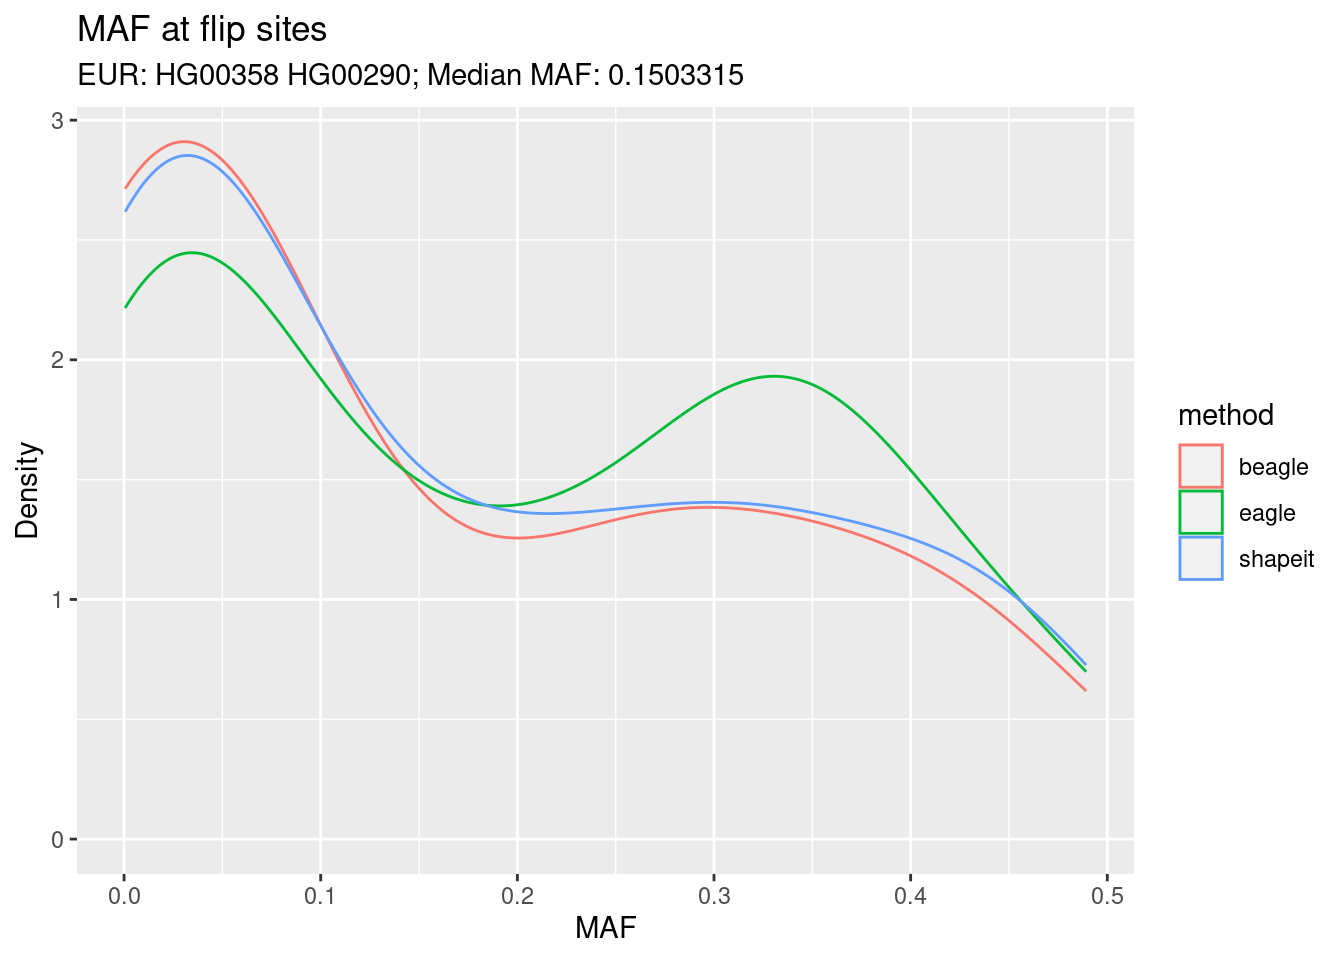 MAF at flip sites
EUR: HG00358 HG00290; Median MAF: 0.1503315
3
2
1
0
Density
0.0 0.1 0.2 0.3 0.4 0.5
MAF
method
beagle
eagle
shapeit